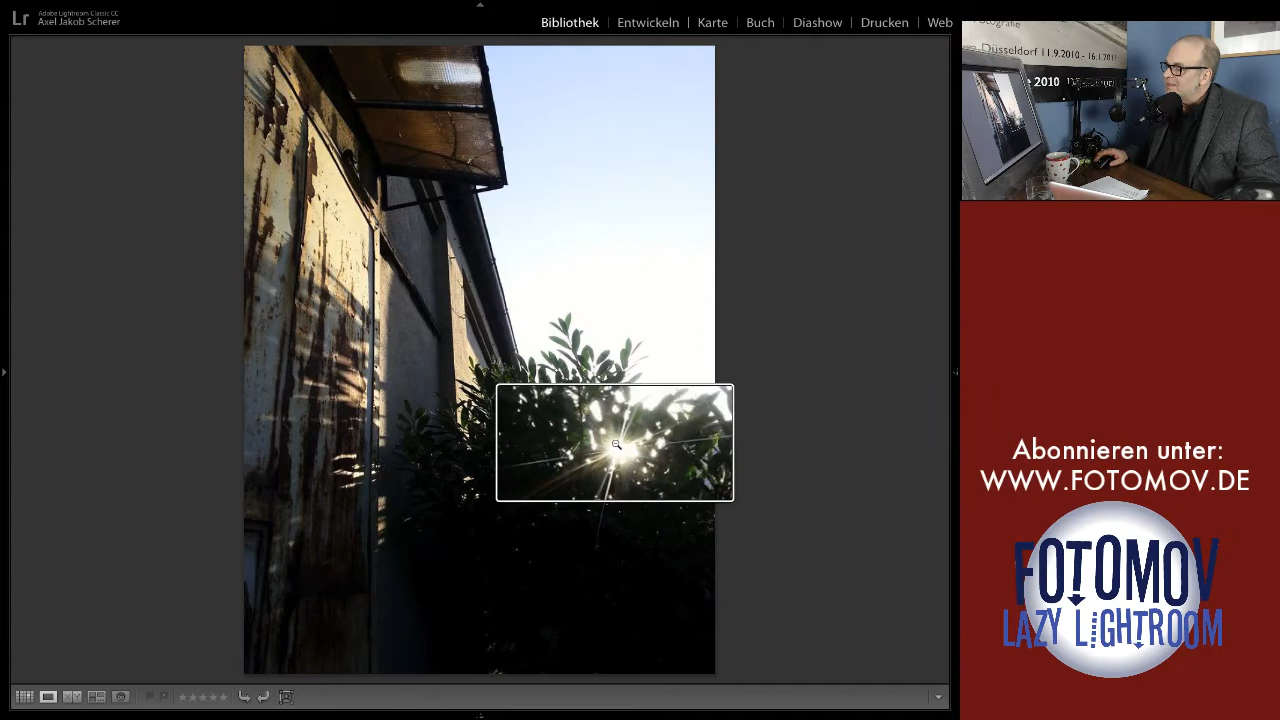 Lr
Adobe Lightroom Classic CC
Axel Jakob Scherer
Bibliothek | Entwickeln | Karte | Buch | Diashow | Drucken | Web
Fotografie
Düsseldorf 11.9.2010 - 16.1.2011
2010
Abonnieren unter:
WWW.FOTOMOV.DE
FOTOMOV
LAZY LIGHTROOM